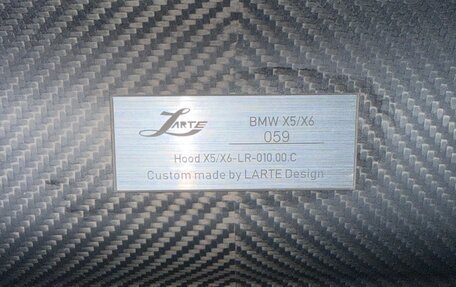 LARTE
BMW X5/X6
059
Hood X5/X6-LR-010.00.C
Custom made by LARTE Design